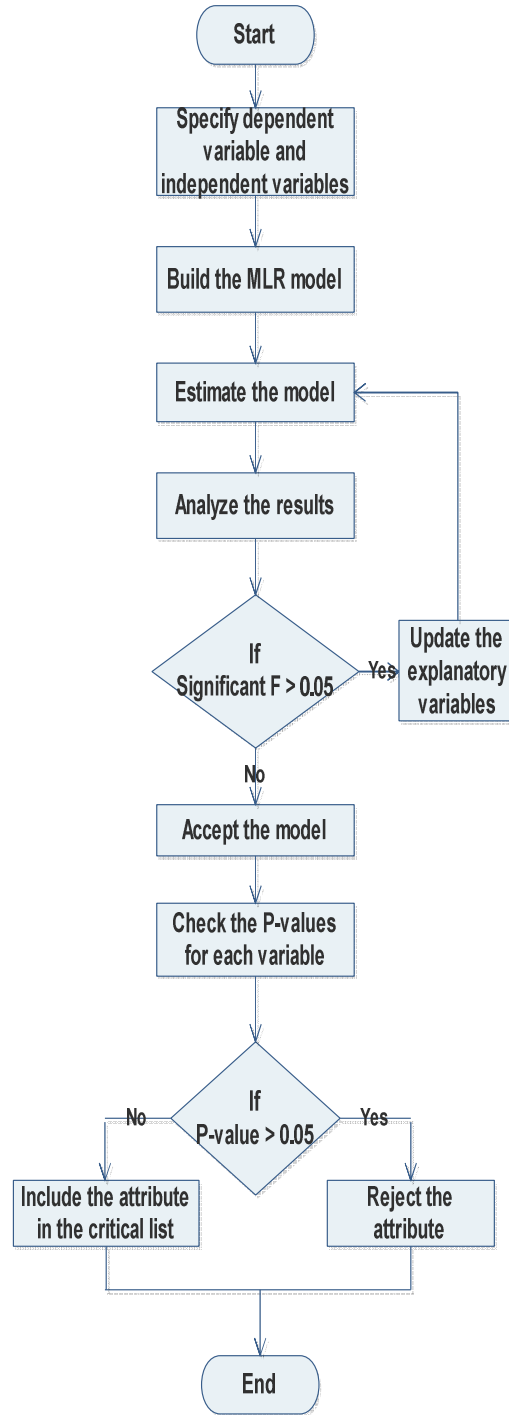 Start
Specify dependent
variable and
independent variables
Build the MLR model
Estimate the model
Analyze the results
If
Significant F > 0.05
Yes
Update the
explanatory
variables
No
Accept the model
Check the P-values
for each variable
If
P-value > 0.05
No
Yes
Include the attribute
in the critical list
Reject the
attribute
End